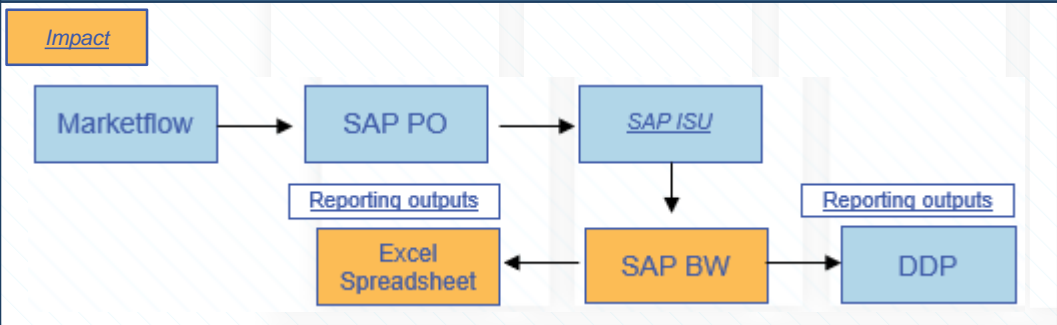 Impact
Marketflow
SAP PO
SAP ISU
Reporting outputs
Reporting outputs
Excel
Spreadsheet
SAP BW
DDP